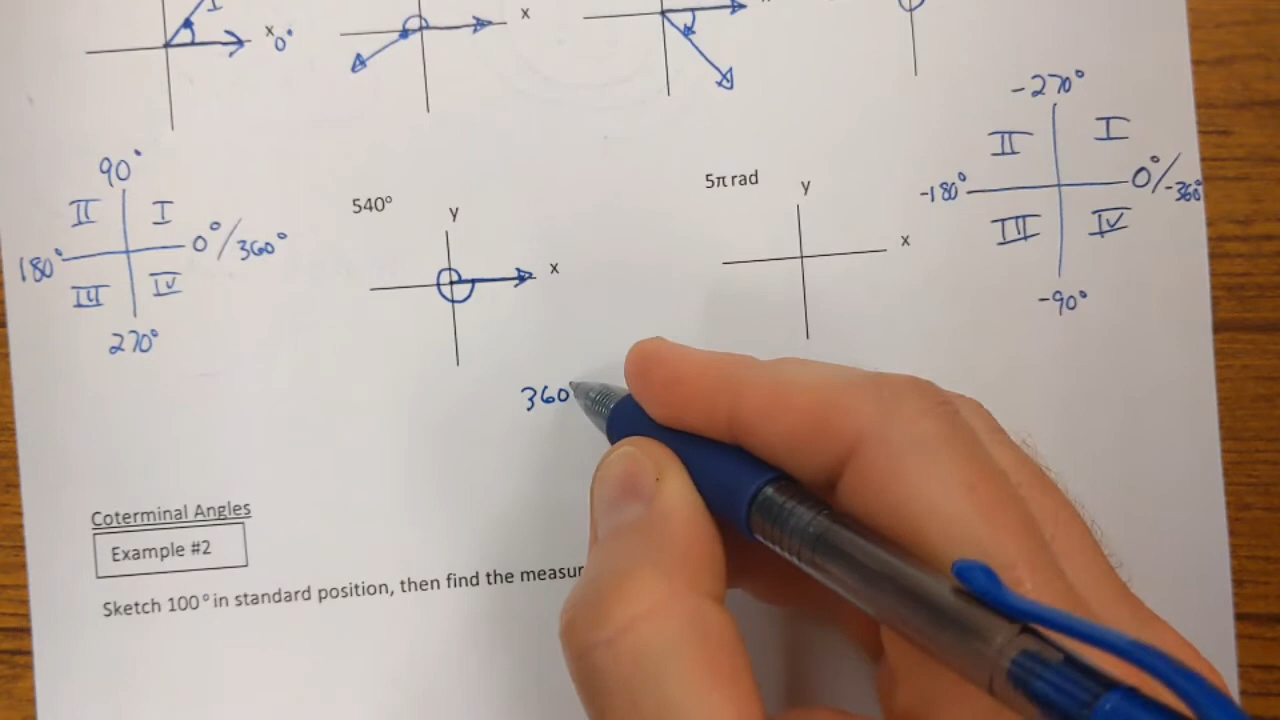 I
x 0°
x
-270°
II I
-180° 0°/-360°
III IV
-90°
90°
II I
180° 0°/360°
III IV
270°
540°
y
x
5π rad
y
x
360°
Coterminal Angles
Example #2
Sketch 100° in standard position, then find the